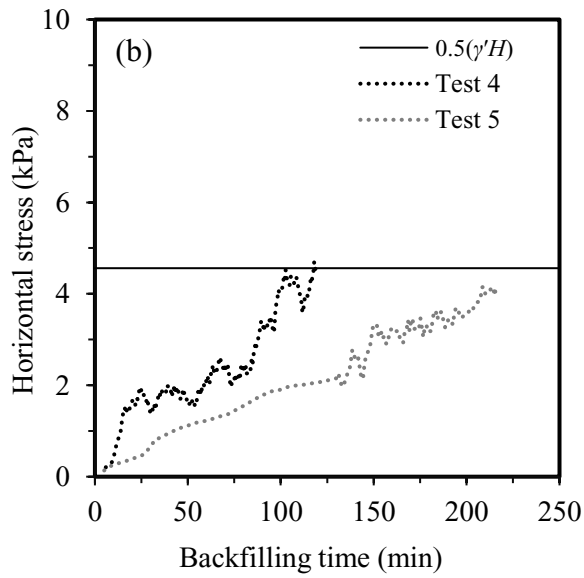 10
(b)
0.5(γ'H)
Test 4
Test 5
8
6
4
2
0
Horizontal stress (kPa)
0 50 100 150 200 250
Backfilling time (min)